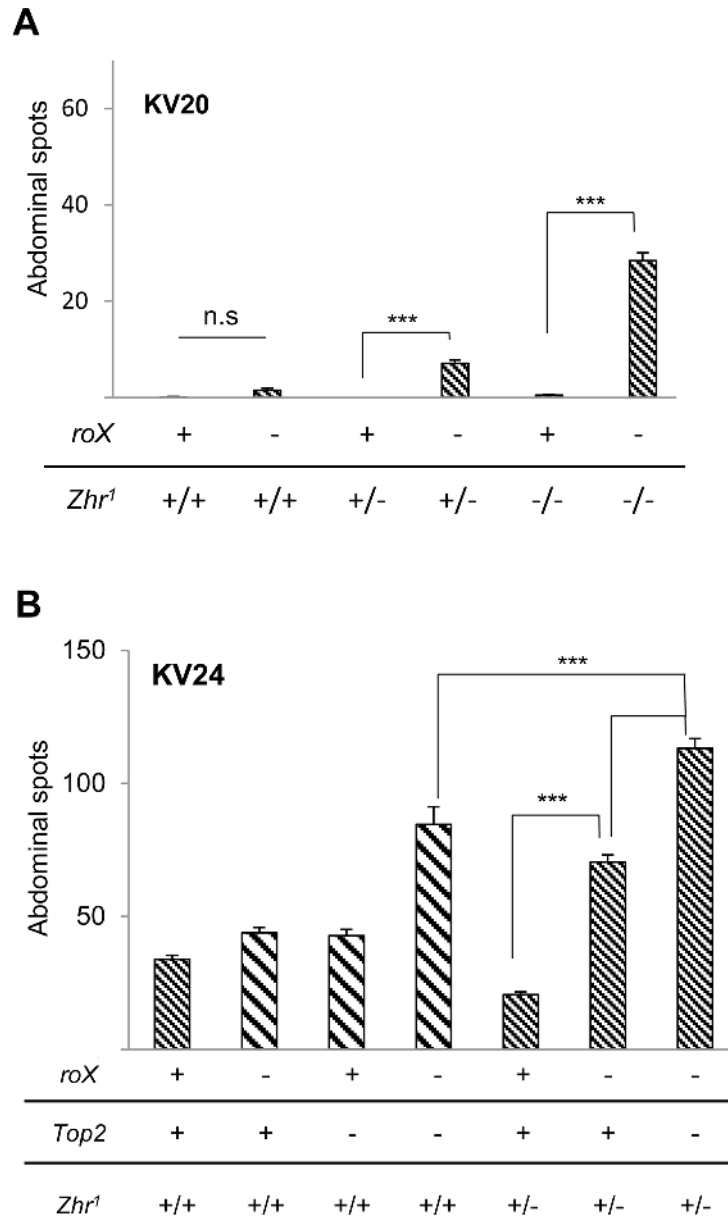 A
KV20
Abdominal spots
60
40
20
n.s
***
***
roX + - + - + -
Zhr¹ +/+ +/+ +/- +/- -/- -/-
B
KV24
Abdominal spots
150
100
50
***
***
roX + - + - + - -
Top2 + + - - + + -
Zhr¹ +/+ +/+ +/+ +/+ +/- +/- +/-